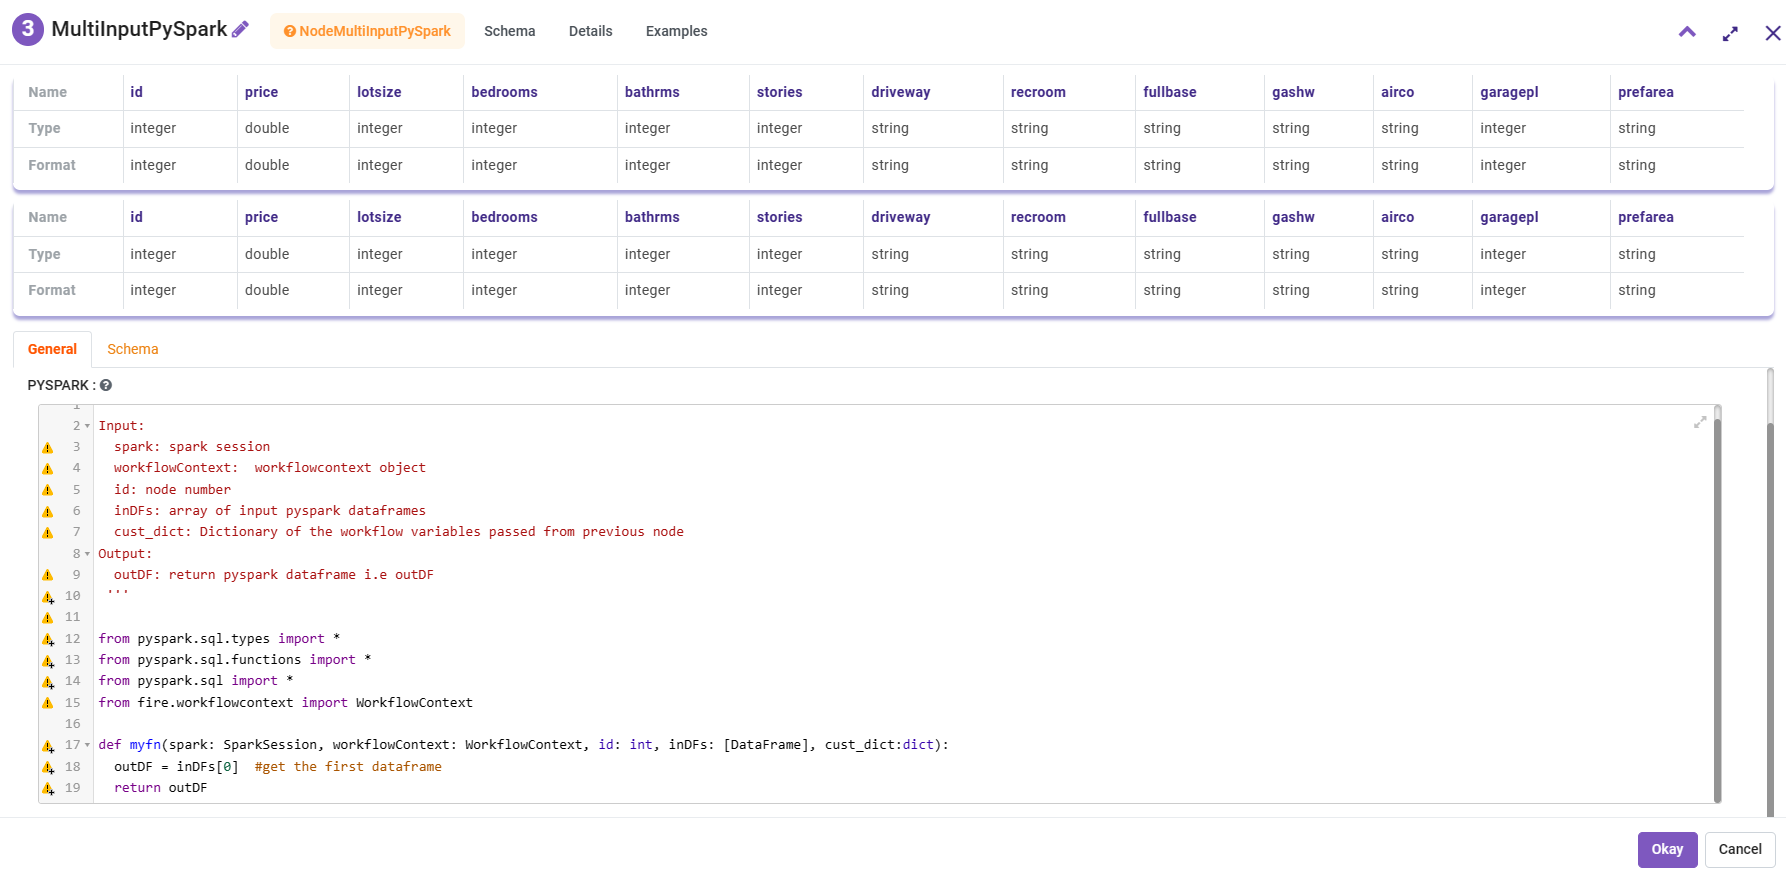 3 MultiInputPySpark NodeMultiInputPySpark Schema Details Examples
Name id price lotsize bedrooms bathrms stories driveway recroom fullbase gashw airco garagepl prefarea
Type integer double integer integer integer integer string string string string string integer string
Format integer double integer integer integer integer string string string string string integer string
Name id price lotsize bedrooms bathrms stories driveway recroom fullbase gashw airco garagepl prefarea
Type integer double integer integer integer integer string string string string string integer string
Format integer double integer integer integer integer string string string string string integer string
General Schema
PYSPARK :
1
2 Input:
3 spark: spark session
4 workflowContext:  workflowcontext object
5 id: node number
6 inDFs: array of input pyspark dataframes
7 cust_dict: Dictionary of the workflow variables passed from previous node
8 Output:
9 outDF: return pyspark dataframe i.e outDF
10 '''
11
12 from pyspark.sql.types import *
13 from pyspark.sql.functions import *
14 from pyspark.sql import *
15 from fire.workflowcontext import WorkflowContext
16
17 def myfn(spark: SparkSession, workflowContext: WorkflowContext, id: int, inDFs: [DataFrame], cust_dict:dict):
18 outDF = inDFs[0]  #get the first dataframe
19 return outDF
Okay Cancel